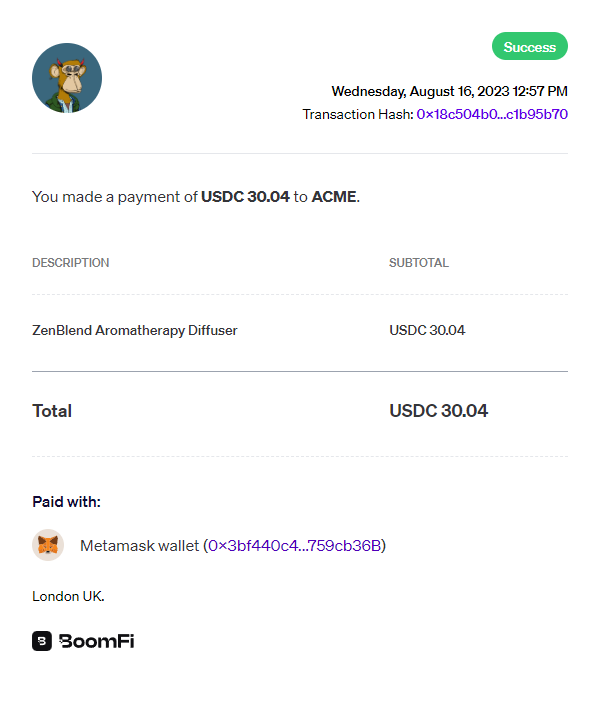 Success
Wednesday, August 16, 2023 12:57 PM
Transaction Hash: 0x18c504b0...c1b95b70
You made a payment of USDC 30.04 to ACME.
DESCRIPTION SUBTOTAL
ZenBlend Aromatherapy Diffuser USDC 30.04
Total USDC 30.04
Paid with:
Metamask wallet (0x3bf440c4...759cb36B)
London UK.
B BoomFi